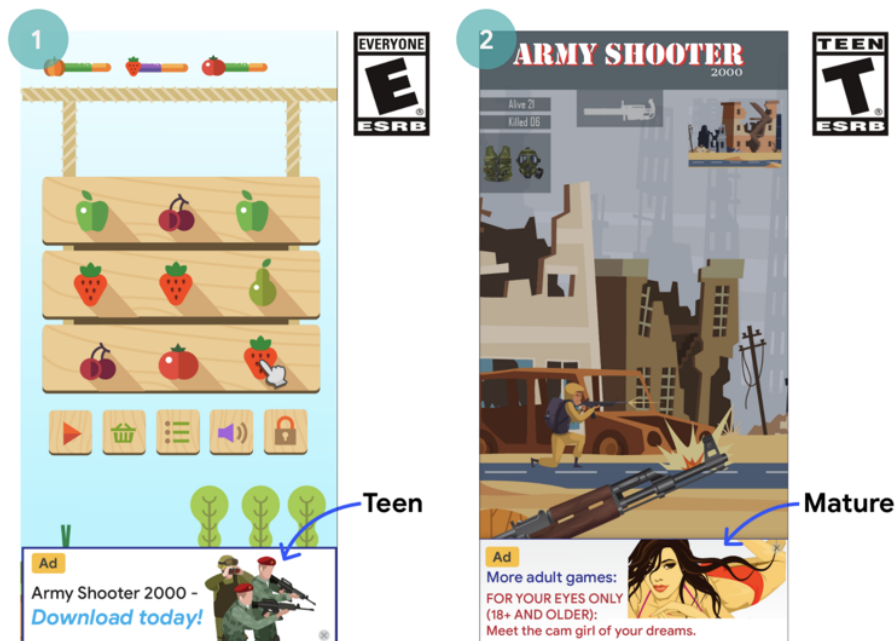 1
EVERYONE
E
®
ESRB
Ad
Army Shooter 2000 -
Download today!
Teen
2
ARMY SHOOTER
2000
Alive 21
Killed 06
TEEN
T
®
ESRB
Ad
More adult games:
FOR YOUR EYES ONLY
(18+ AND OLDER):
Meet the cam girl of your dreams.
Mature